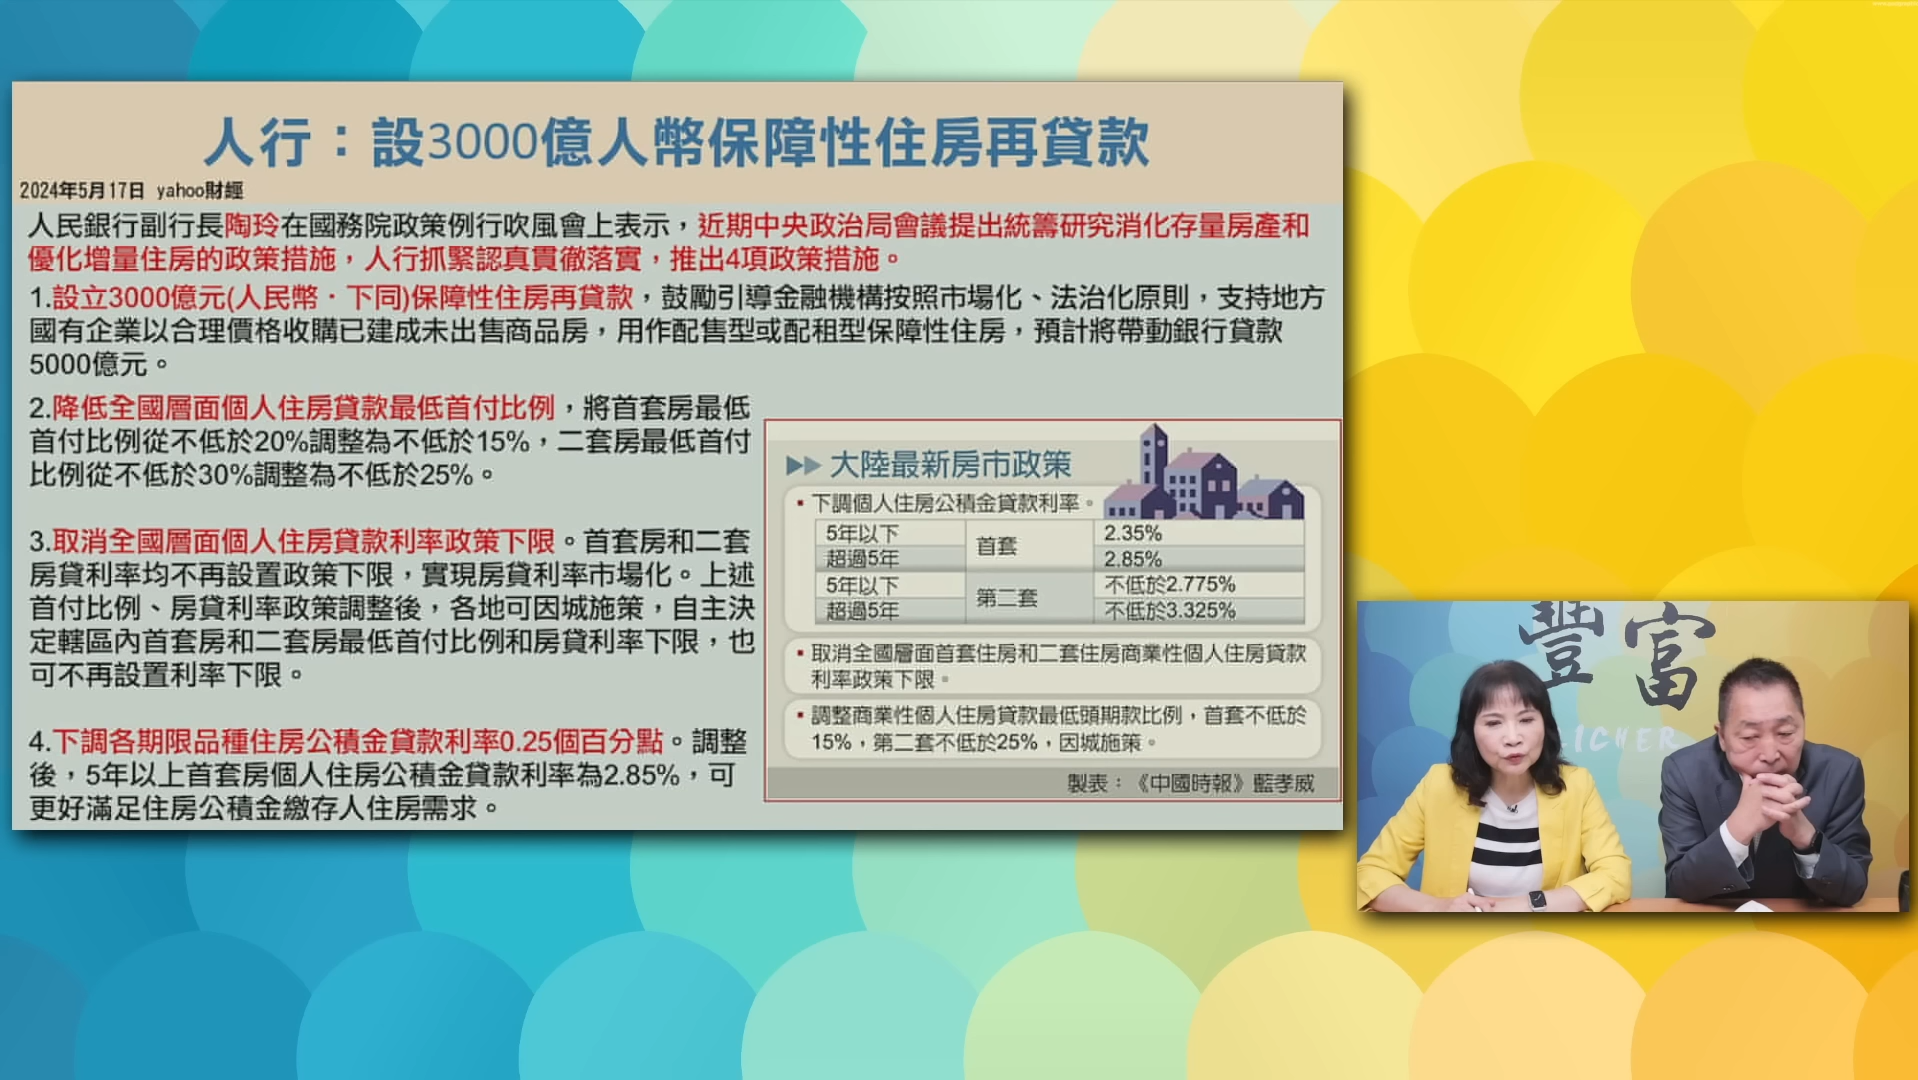 人行：設3000億人幣保障性住房再貸款
2024年5月17日 yahoo財經
人民銀行副行長陶玲在國務院政策例行吹風會上表示，近期中央政治局會議提出統籌研究消化存量房產和
優化增量住房的政策措施，人行抓緊認真貫徹落實，推出4項政策措施。
1.設立3000億元(人民幣．下同)保障性住房再貸款，鼓勵引導金融機構按照市場化、法治化原則，支持地方
國有企業以合理價格收購已建成未出售商品房，用作配售型或配租型保障性住房，預計將帶動銀行貸款
5000億元。
2.降低全國層面個人住房貸款最低首付比例，將首套房最低
首付比例從不低於20%調整為不低於15%，二套房最低首付
比例從不低於30%調整為不低於25%。
3.取消全國層面個人住房貸款利率政策下限。首套房和二套
房貸利率均不再設置政策下限，實現房貸利率市場化。上述
首付比例、房貸利率政策調整後，各地可因城施策，自主決
定轄區內首套房和二套房最低首付比例和房貸利率下限，也
可不再設置利率下限。
4.下調各期限品種住房公積金貸款利率0.25個百分點。調整
後，5年以上首套房個人住房公積金貸款利率為2.85%，可
更好滿足住房公積金繳存人住房需求。
大陸最新房市政策
▪ 下調個人住房公積金貸款利率。
5年以下 首套 2.35%
超過5年 2.85%
5年以下 第二套 不低於2.775%
超過5年 不低於3.325%
▪ 取消全國層面首套住房和二套住房商業性個人住房貸款
利率政策下限。
▪ 調整商業性個人住房貸款最低頭期款比例，首套不低於
15%，第二套不低於25%，因城施策。
製表：《中國時報》藍孝威
豐富
ICHER